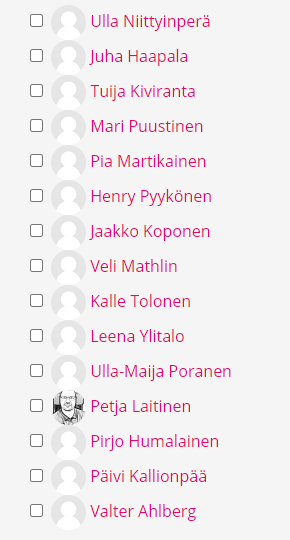 Ulla Niittyinperä
Juha Haapala
Tuija Kiviranta
Mari Puustinen
Pia Martikainen
Henry Pyykönen
Jaakko Koponen
Veli Mathlin
Kalle Tolonen
Leena Ylitalo
Ulla-Maija Poranen
Petja Laitinen
Pirjo Humalainen
Päivi Kallionpää
Valter Ahlberg